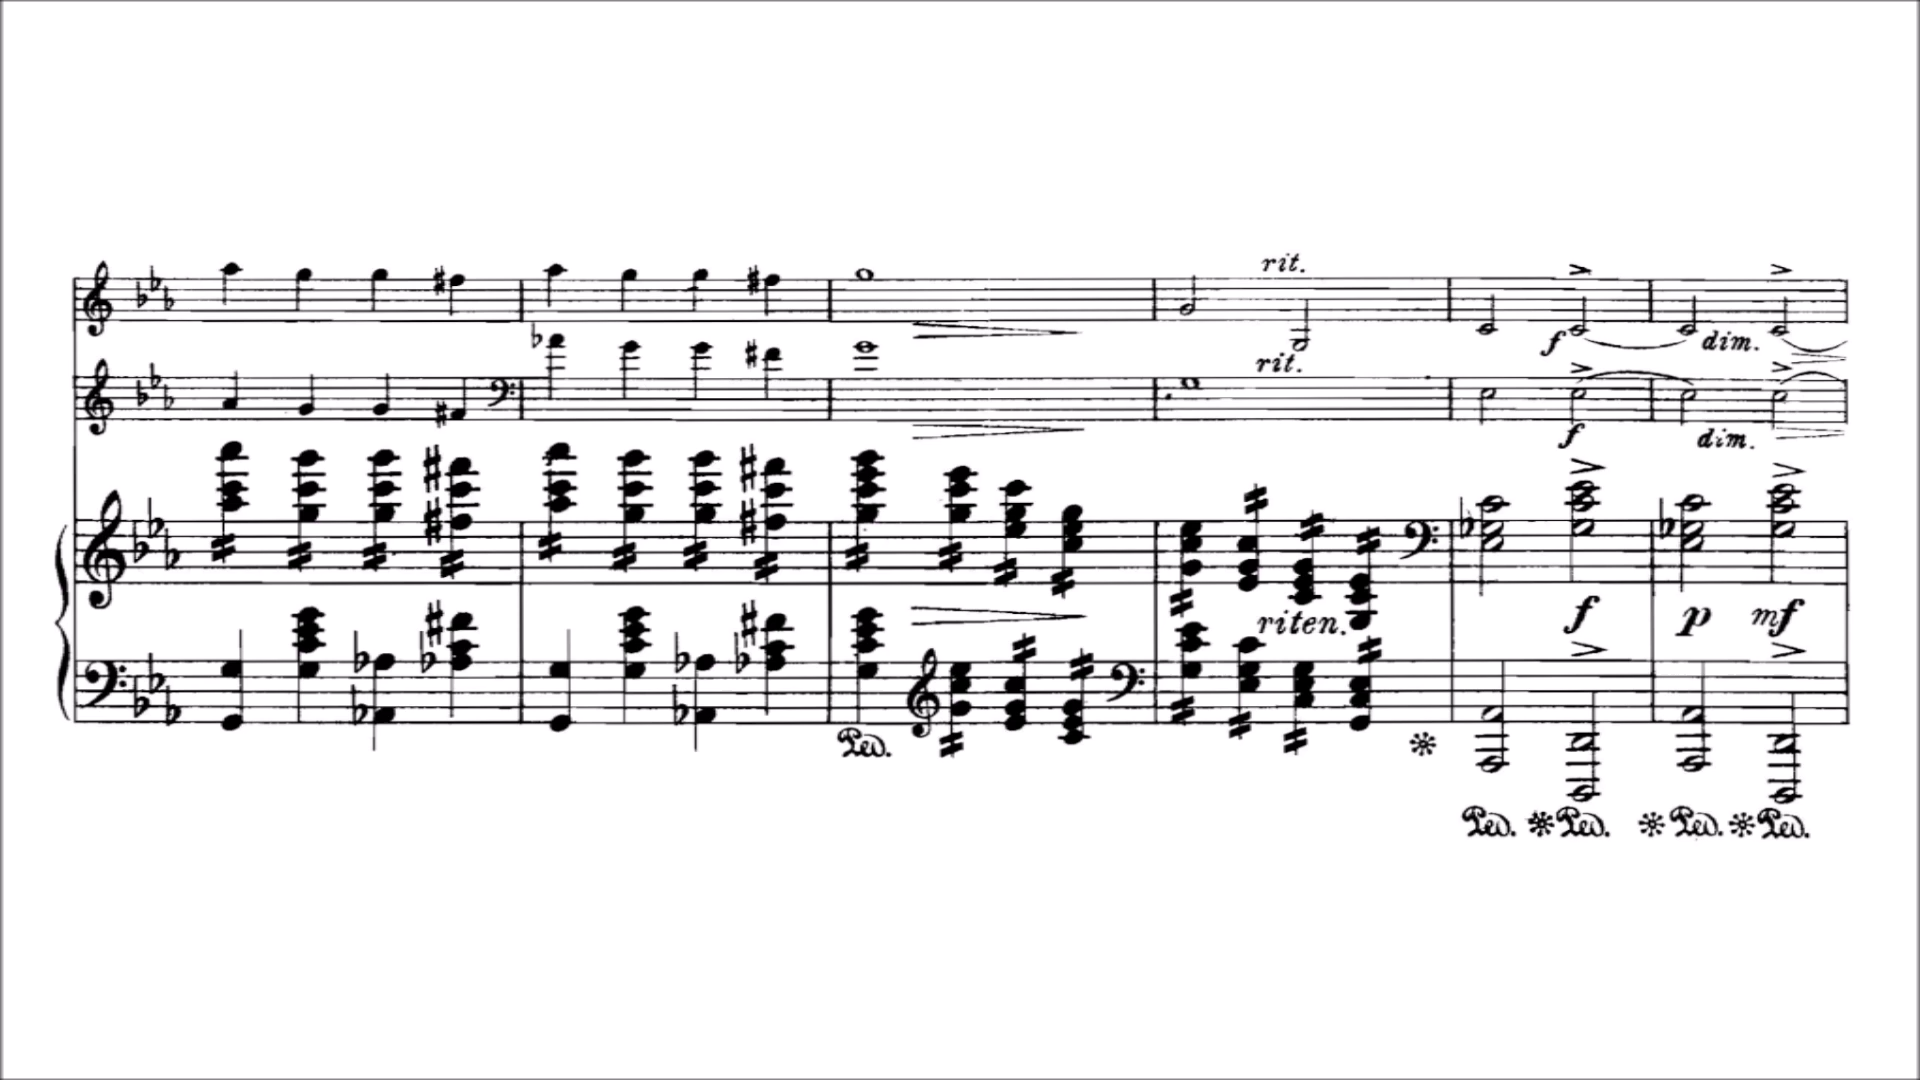 rit.
f dim.
rit.
f dim.
f p mf
riten.
Ped.
Ped. Ped. Ped. Ped.